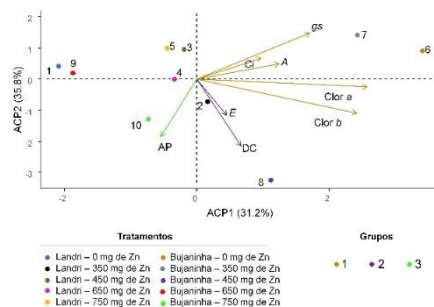 2
1
0
-1
-2
-3
ACP2 (35.8%)
gs
7
6
5
3
Ci
A
1
9
4
Clor a
2
E
Clor b
10
AP
DC
8
-2
0
2
ACP1 (31.2%)
Tratamentos
Grupos
Landri – 0 mg de Zn
Bujaninha – 0 mg de Zn
Landri – 350 mg de Zn
Bujaninha – 350 mg de Zn
Landri – 450 mg de Zn
Bujaninha – 450 mg de Zn
Landri – 650 mg de Zn
Bujaninha – 650 mg de Zn
Landri – 750 mg de Zn
Bujaninha – 750 mg de Zn
1
2
3